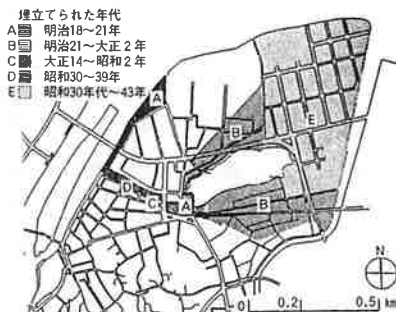 埋立てられた年代
A 明治18～21年
B 明治21～大正2年
C 大正14～昭和2年
D 昭和30～39年
E 昭和30年代～43年
A
B
E
D
C
A
B
N
0 0.2 0.5 km